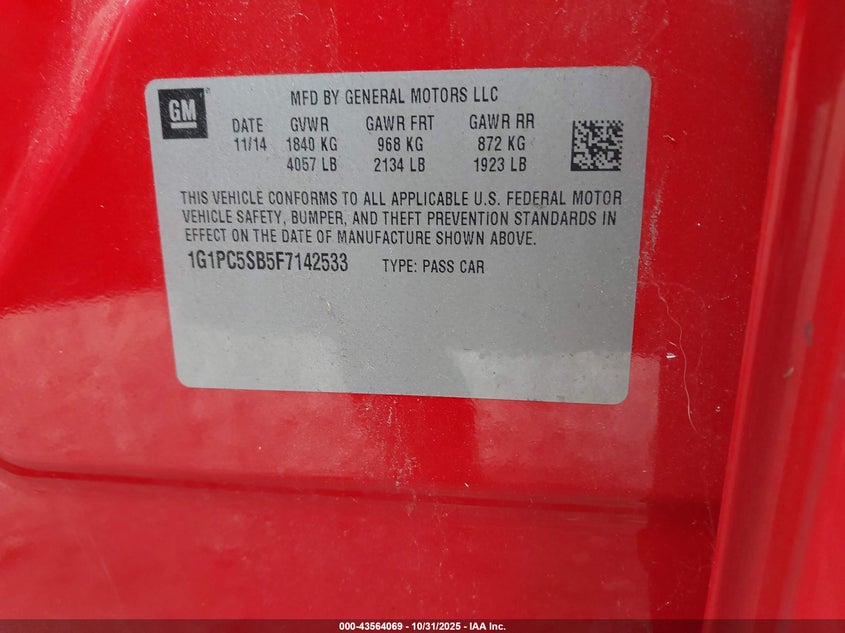 GM
MFD BY GENERAL MOTORS LLC
DATE GVWR GAWR FRT GAWR RR
11/14 1840 KG 968 KG 872 KG
4057 LB 2134 LB 1923 LB
THIS VEHICLE CONFORMS TO ALL APPLICABLE U.S. FEDERAL MOTOR
VEHICLE SAFETY, BUMPER, AND THEFT PREVENTION STANDARDS IN
EFFECT ON THE DATE OF MANUFACTURE SHOWN ABOVE.
1G1PC5SB5F7142533 TYPE: PASS CAR
000-43564069 - 10/31/2025 - IAA Inc.